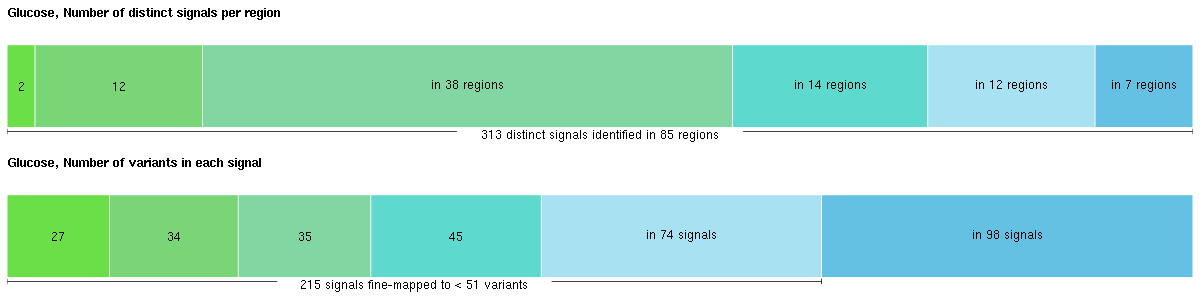 Glucose, Number of distinct signals per region
2 12 in 38 regions in 14 regions in 12 regions in 7 regions
313 distinct signals identified in 85 regions
Glucose, Number of variants in each signal
27 34 35 45 in 74 signals in 98 signals
215 signals fine-mapped to < 51 variants